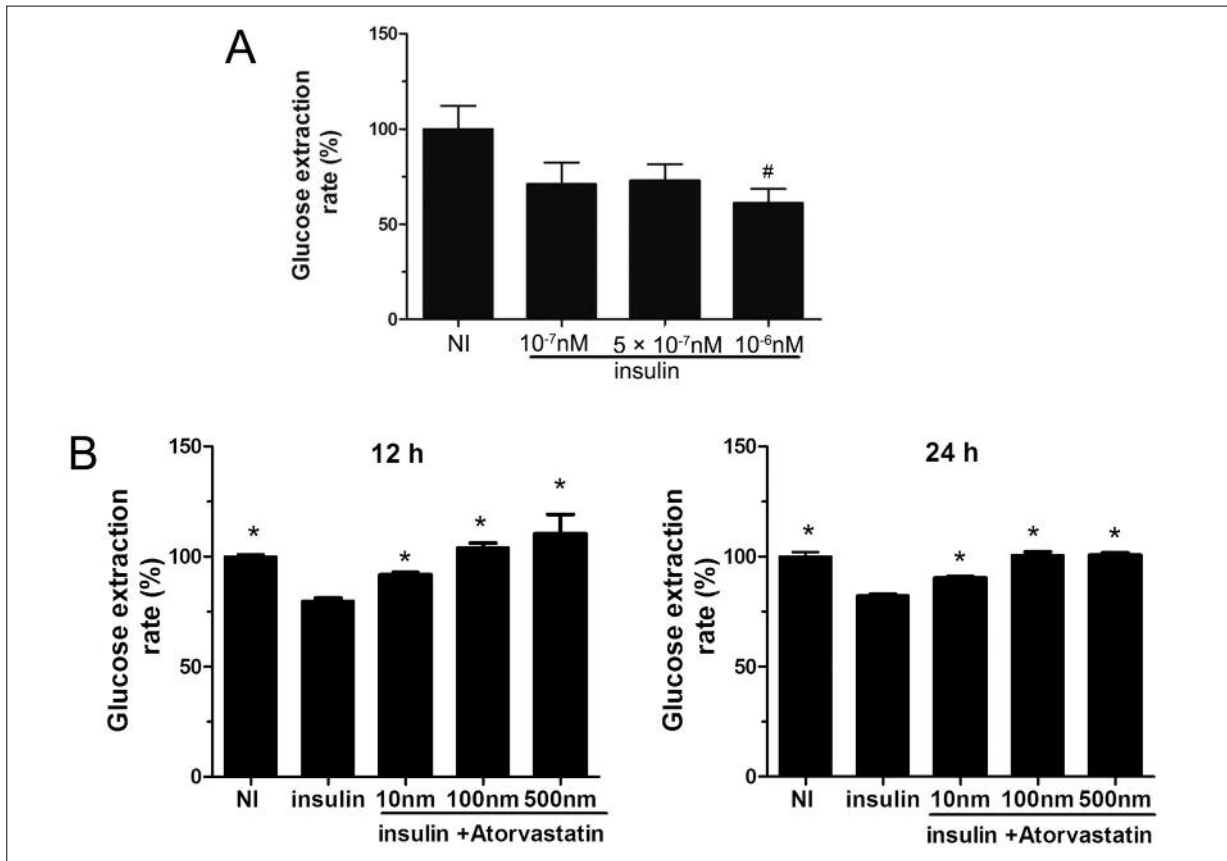 A
Glucose extraction
rate (%)
150
100
50
0
#
NI
10⁻⁷nM
5 × 10⁻⁷nM
10⁻⁶nM
insulin
B
12 h
Glucose extraction
rate (%)
150
100
50
0
*
*
*
*
NI
insulin
10nm
100nm
500nm
insulin +Atorvastatin
24 h
Glucose extraction
rate (%)
150
100
50
0
*
*
*
*
NI
insulin
10nm
100nm
500nm
insulin +Atorvastatin